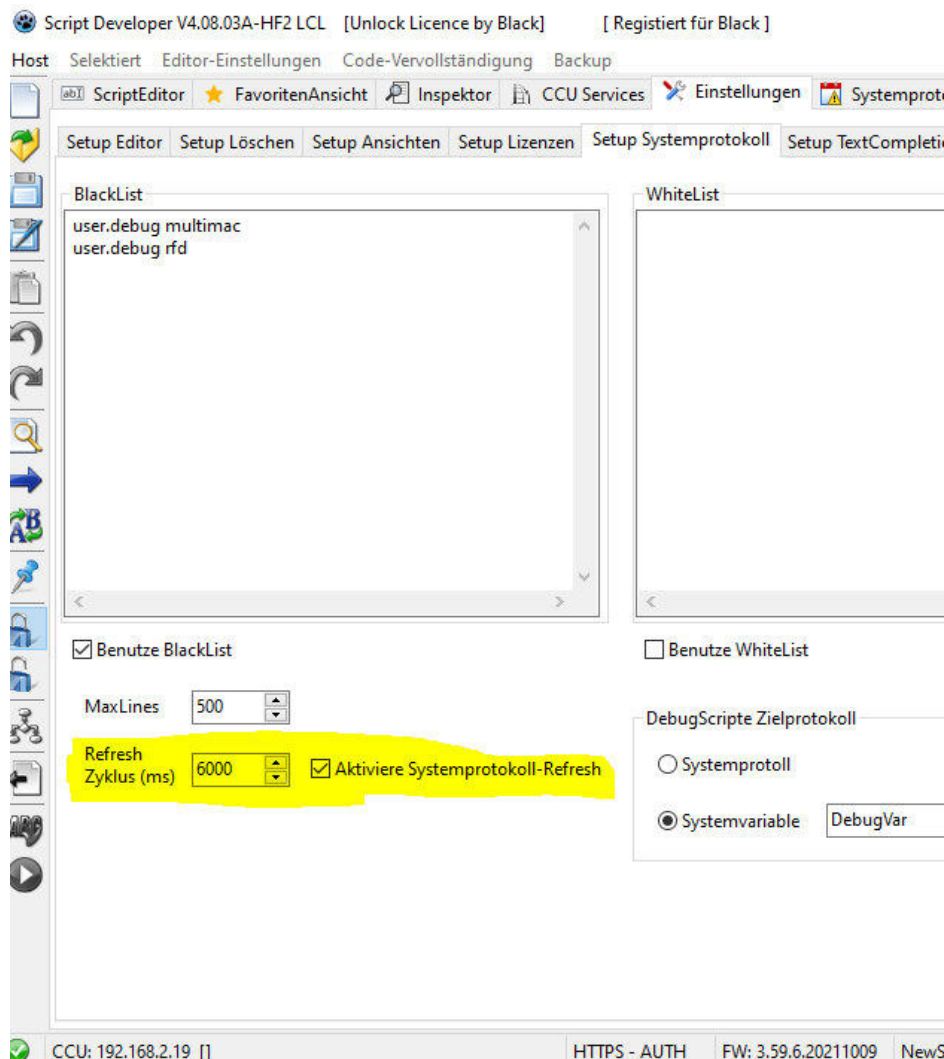 Script Developer V4.08.03A-HF2 LCL [Unlock Licence by Black] [ Registiert für Black ]
Host Selektiert Editor-Einstellungen Code-Vervollständigung Backup
ScriptEditor FavoritenAnsicht Inspektor CCU Services Einstellungen
Setup Editor Setup Löschen Setup Ansichten Setup Lizenzen Setup Systemprotokoll
BlackList WhiteList
user.debug multimac
user.debug rfd
Benutze BlackList Benutze WhiteList
MaxLines 500
DebugScripte Zielprotokoll
Refresh
Zyklus (ms) 6000 Aktiviere Systemprotokoll-Refresh
Systemprotoll
Systemvariable DebugVar
CCU: 192.168.2.19 [] HTTPS - AUTH FW: 3.59.6.20211009